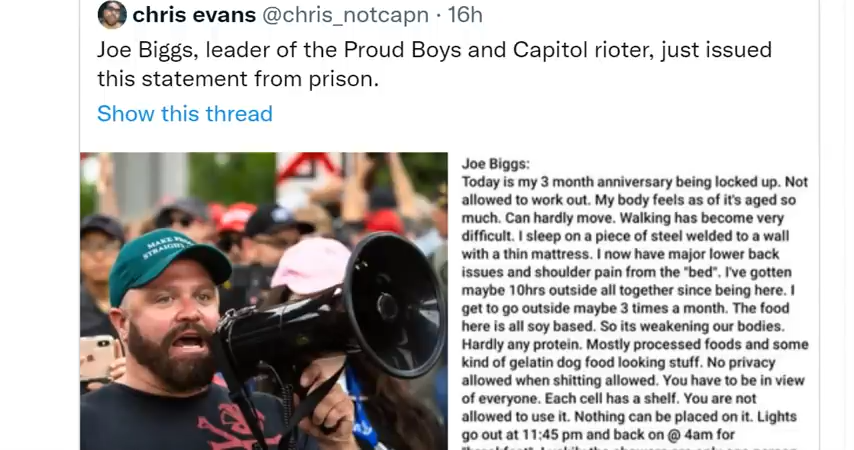 chris evans @chris_notcapn · 16h
Joe Biggs, leader of the Proud Boys and Capitol rioter, just issued
this statement from prison.
Show this thread
MAKE
STRAIGHT
Joe Biggs:
Today is my 3 month anniversary being locked up. Not
allowed to work out. My body feels as of it's aged so
much. Can hardly move. Walking has become very
difficult. I sleep on a piece of steel welded to a wall
with a thin mattress. I now have major lower back
issues and shoulder pain from the "bed". I've gotten
maybe 10hrs outside all together since being here. I
get to go outside maybe 3 times a month. The food
here is all soy based. So its weakening our bodies.
Hardly any protein. Mostly processed foods and some
kind of gelatin dog food looking stuff. No privacy
allowed when shitting allowed. You have to be in view
of everyone. Each cell has a shelf. You are not
allowed to use it. Nothing can be placed on it. Lights
go out at 11:45 pm and back on @ 4am for